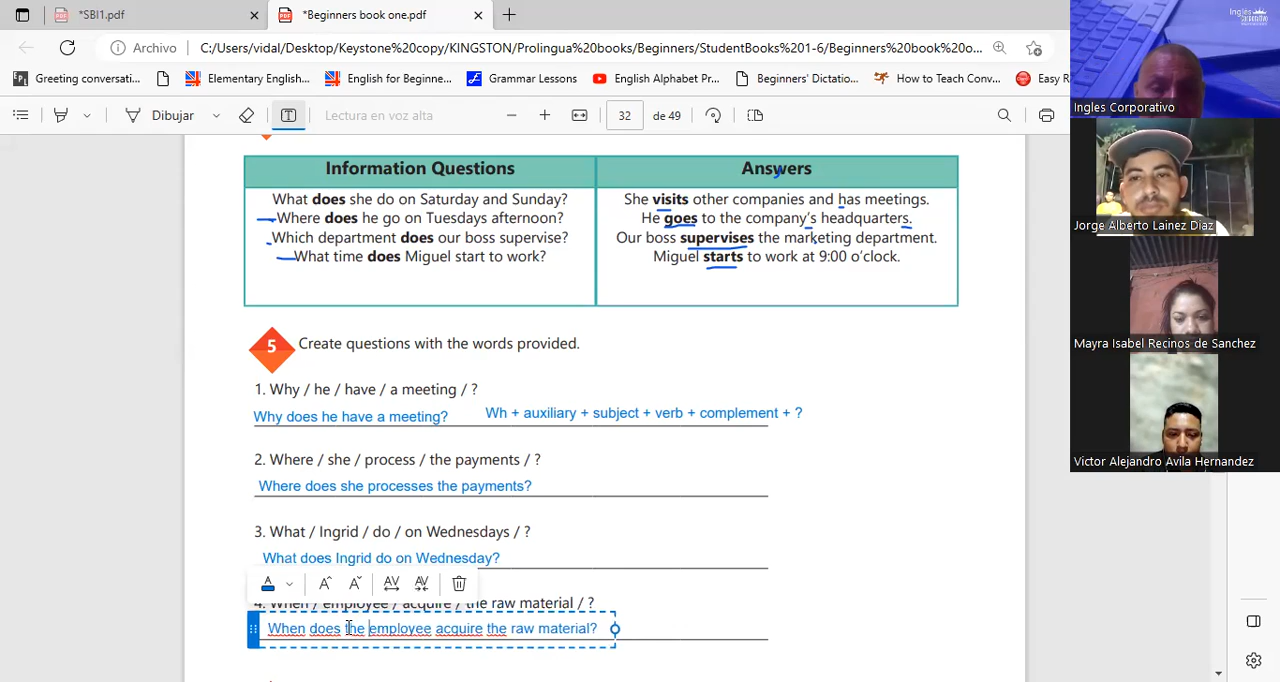 *SBI1.pdf
*Beginners book one.pdf
Archivo
C:/Users/vidal/Desktop/Keystone%20copy/KINGSTON/Prolingua%20books/Beginners/StudentBooks%201-6/Beginners%20book%20o...
Greeting conversati...
Elementary English...
English for Beginne...
Grammar Lessons
English Alphabet Pr...
Beginners' Dictatio...
How to Teach Conv...
Easy R
Dibujar
Lectura en voz alta
32
de 49
Information Questions
Answers
What does she do on Saturday and Sunday?
She visits other companies and has meetings.
Where does he go on Tuesdays afternoon?
He goes to the company's headquarters.
Which department does our boss supervise?
Our boss supervises the marketing department.
What time does Miguel start to work?
Miguel starts to work at 9:00 o'clock.
5
Create questions with the words provided.
1. Why / he / have / a meeting / ?
Why does he have a meeting?
Wh + auxiliary + subject + verb + complement + ?
2. Where / she / process / the payments / ?
Where does she processes the payments?
3. What / Ingrid / do / on Wednesdays / ?
What does Ingrid do on Wednesday?
4. When / employee / acquire / the raw material / ?
When does the employee acquire the raw material?
Ingles Corporativo
Jorge Alberto Lainez Diaz
Mayra Isabel Recinos de Sanchez
Victor Alejandro Avila Hernandez